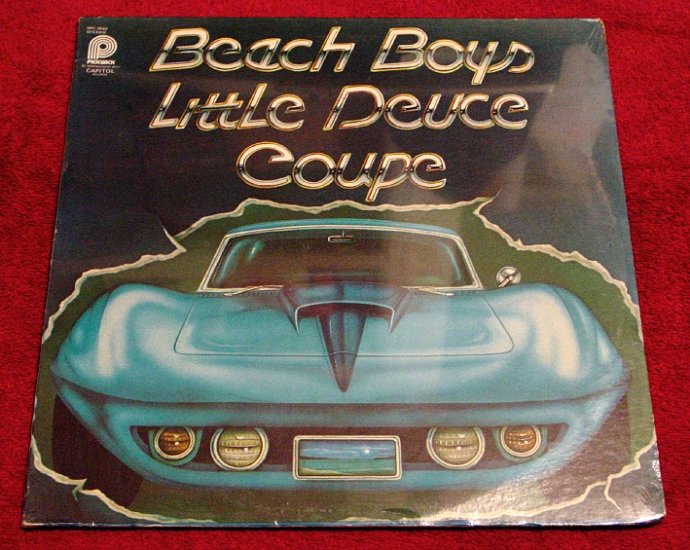 STEREO
PICKWICK
CAPITOL
Beach Boys
Little Deuce
Coupe